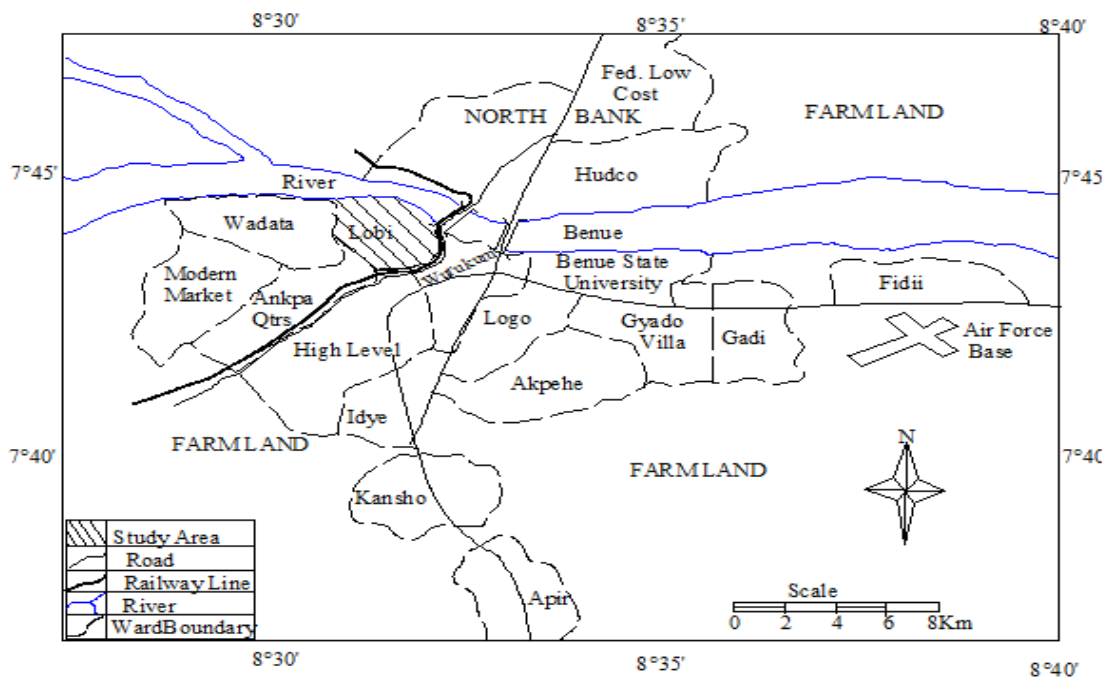 8°30'
8°35'
8°40'
Fed. Low
Cost
NORTH BANK
FARMLAND
7°45'
7°45'
River
Hudco
Wadata
Lobi
Benue
Wurukum
Benue State
University
Modern
Market
Ankpa
Qtrs
Fidii
Logo
Gyado
Villa
Gadi
Air Force
Base
High Level
Akpehe
Idye
FARMLAND
7°40'
N
7°40'
FARMLAND
Kansho
Study Area
Road
Railway Line
River
WardBoundary
Apir
Scale
0 2 4 6 8Km
8°30'
8°35'
8°40'